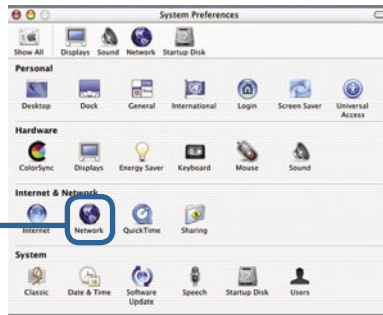 System Preferences
Show All Displays Sound Network Startup Disk
Personal
Desktop Dock General International Login Screen Saver Universal Access
Hardware
ColorSync Displays Energy Saver Keyboard Mouse Sound
Internet & Network
Internet Network QuickTime Sharing
System
Classic Date & Time Software Update Speech Startup Disk Users